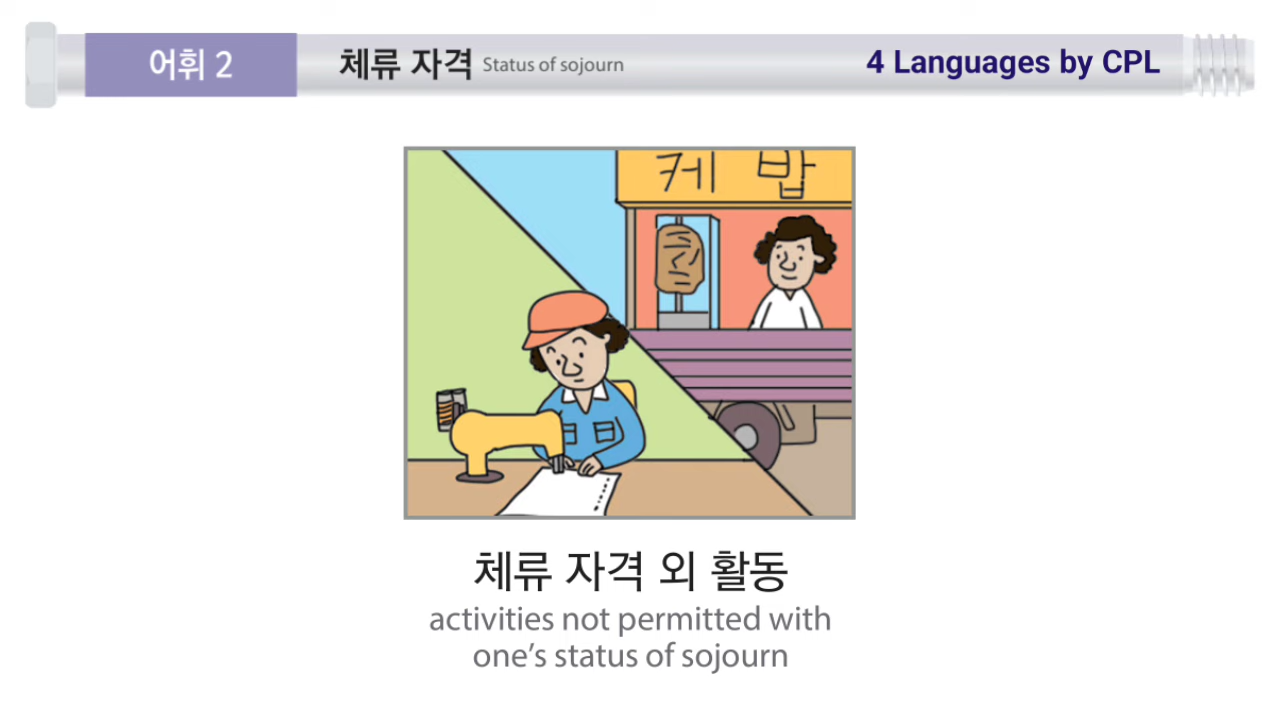 어휘 2
체류 자격 Status of sojourn
4 Languages by CPL
케 밥
체류 자격 외 활동
activities not permitted with
one's status of sojourn